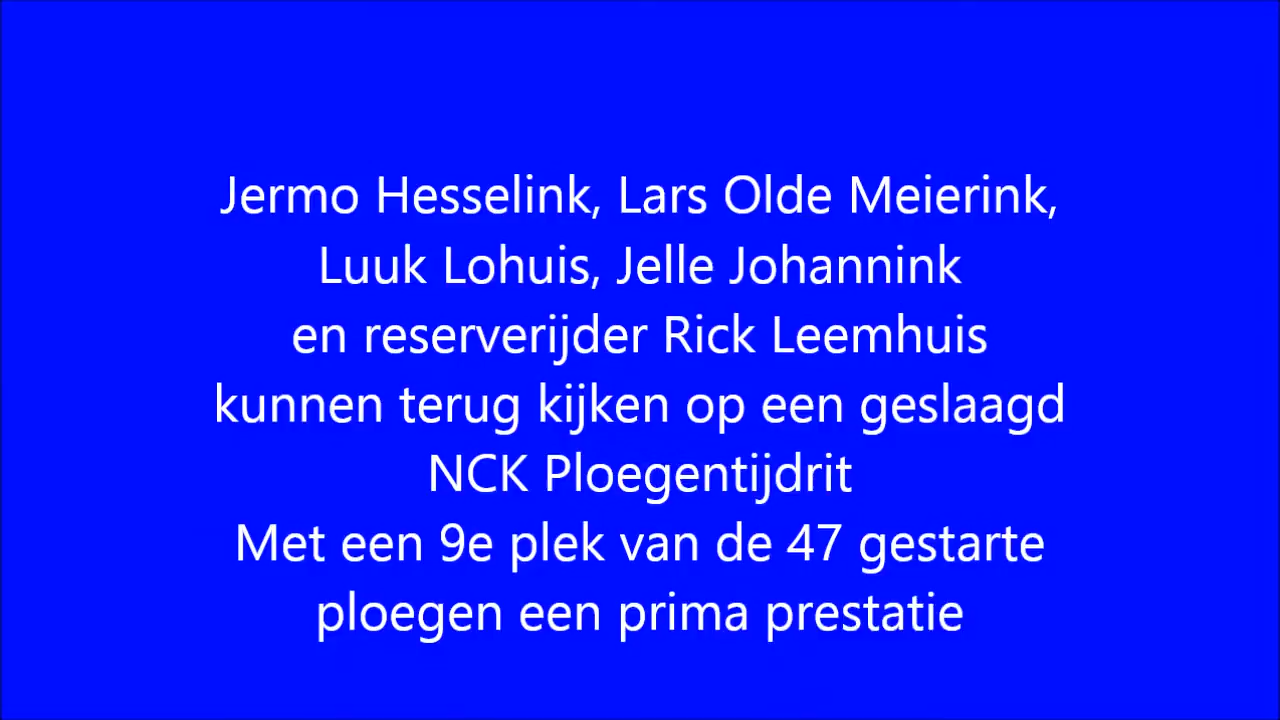 Jermo Hesselink, Lars Olde Meierink,
Luuk Lohuis, Jelle Johannink
en reserverijder Rick Leemhuis
kunnen terug kijken op een geslaagd
NCK Ploegentijdrit
Met een 9e plek van de 47 gestarte
ploegen een prima prestatie